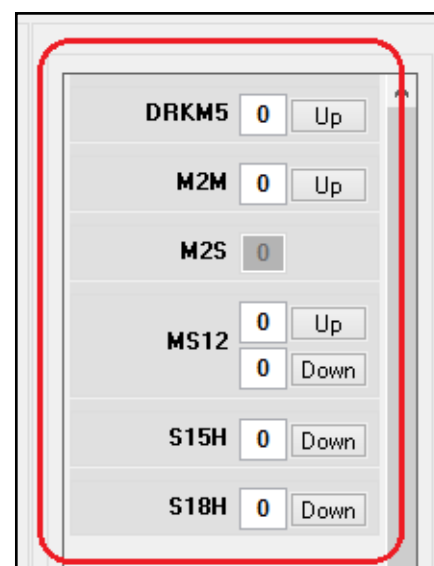 DRKM5 0 Up
M2M 0 Up
M2S 0
MS12 0 Up
0 Down
S15H 0 Down
S18H 0 Down